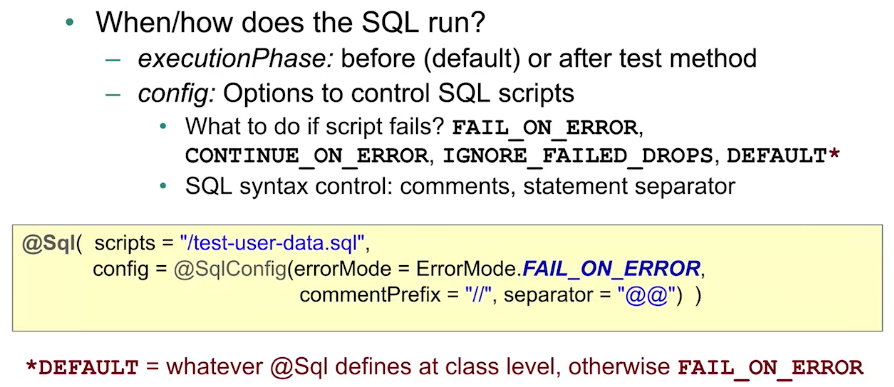 • When/how does the SQL run?
– executionPhase: before (default) or after test method
– config: Options to control SQL scripts
• What to do if script fails? FAIL_ON_ERROR,
CONTINUE_ON_ERROR, IGNORE_FAILED_DROPS, DEFAULT*
• SQL syntax control: comments, statement separator
@Sql( scripts = "/test-user-data.sql",
config = @SqlConfig(errorMode = ErrorMode.FAIL_ON_ERROR,
commentPrefix = "//", separator = "@@") )
*DEFAULT = whatever @Sql defines at class level, otherwise FAIL_ON_ERROR